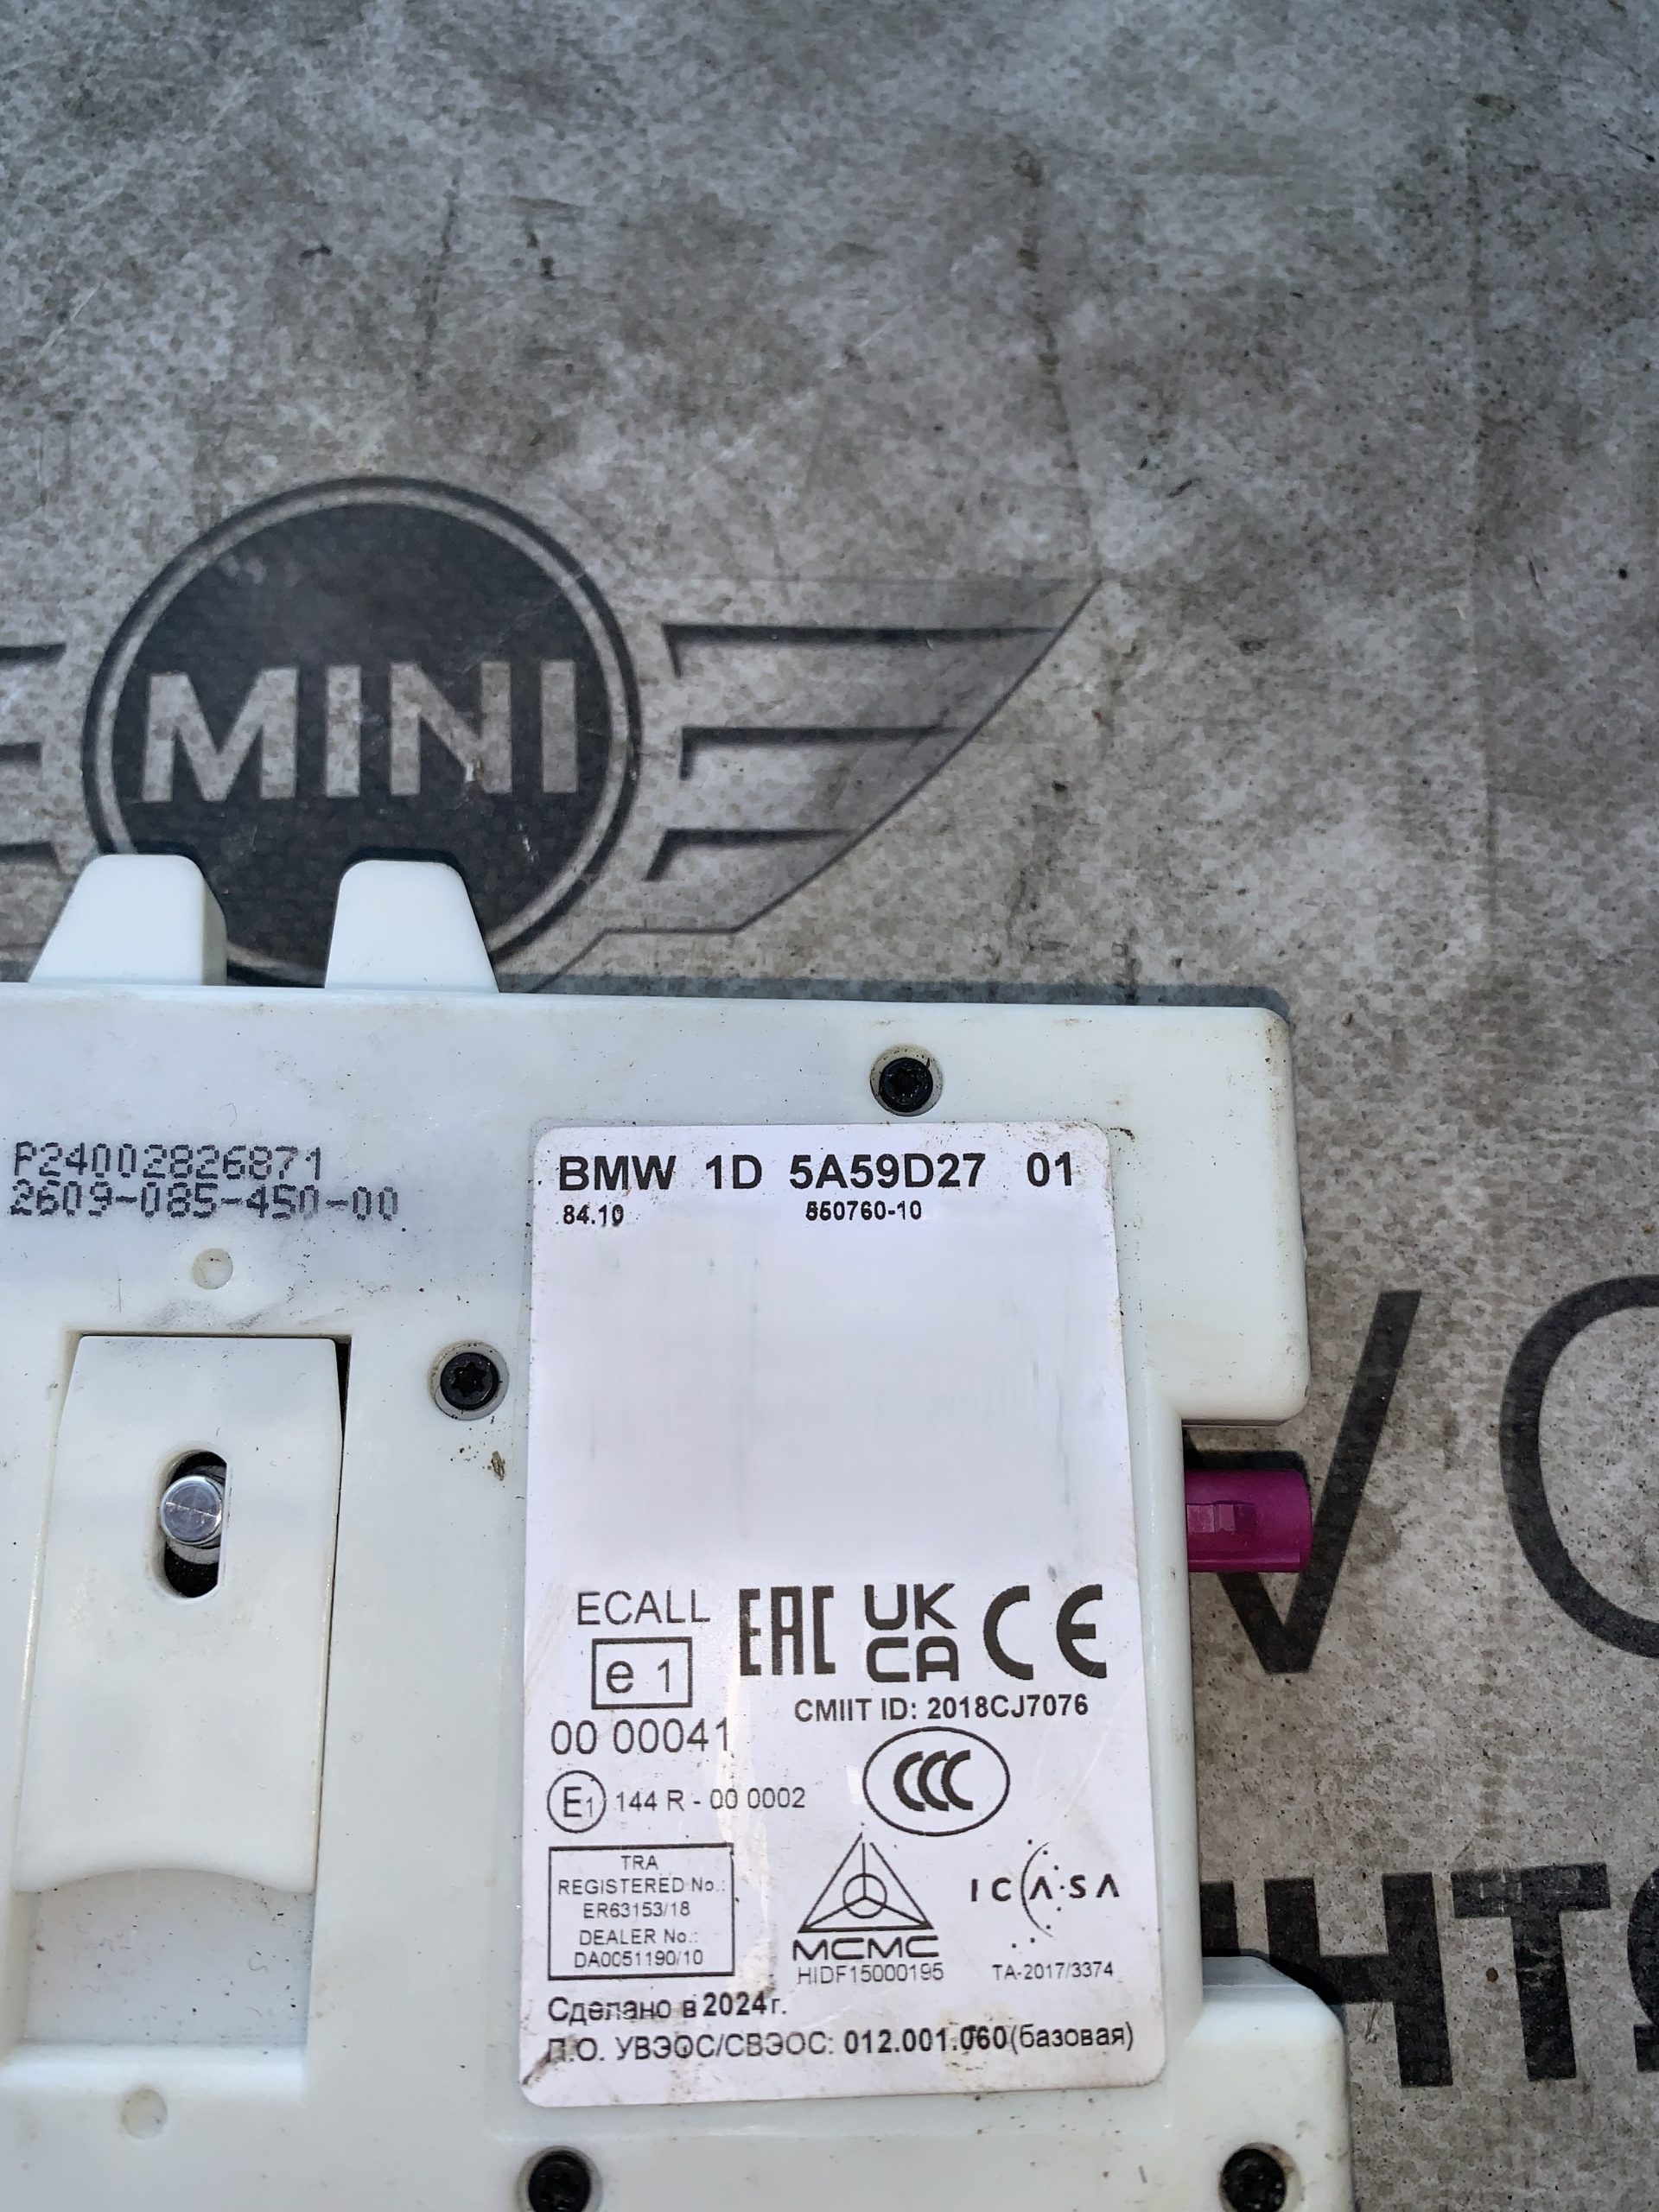 MINI
P24002826871
2609-085-450-00
BMW 1D 5A59D27 01
84.10 860760-10
ECALL EAC UK CA CE
e 1
CMIIT ID: 2018CJ7076
00 00041
CCC
E1 144 R - 00 0002
TRA
REGISTERED No.:
ER63153/18
DEALER No.:
DA0051190/10
MCMC
HIDF15000195
ICASA
TA-2017/3374
Сделано в 2024г.
П.О. УВЭОС/СВЭОС: 012.001.060(базовая)